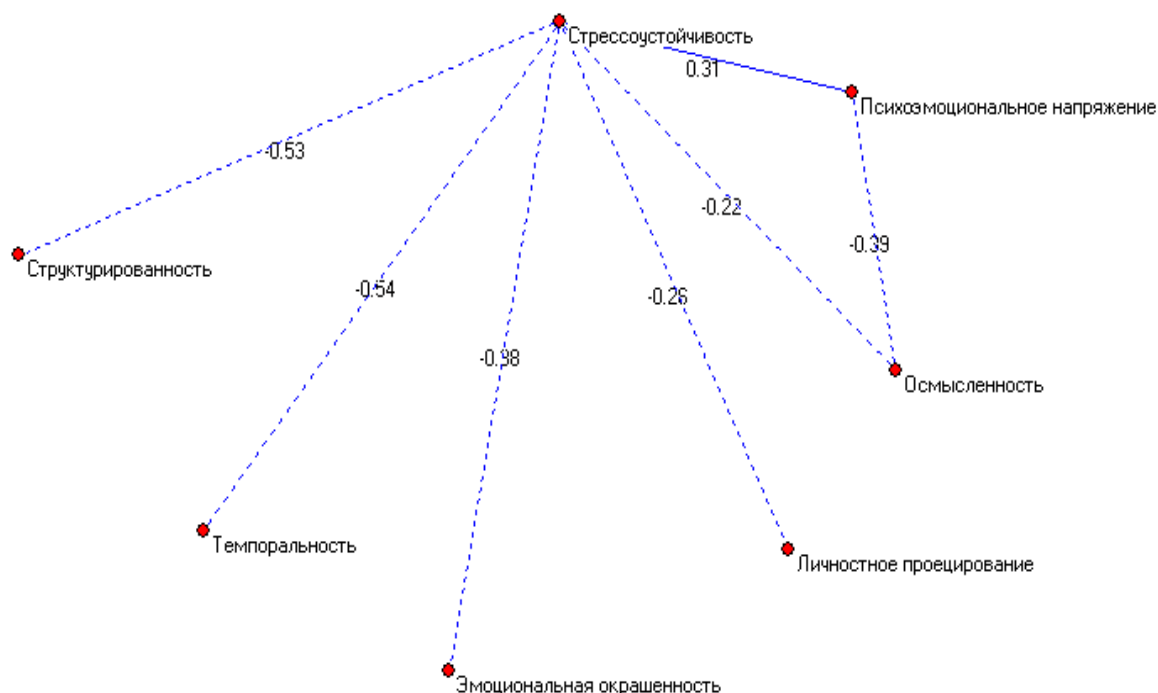 Стрессоустойчивость
0.31
Психоэмоциональное напряжение
-0.53
-0.22
-0.39
Структурированность
-0.54
-0.26
-0.38
Осмысленность
Темпоральность
Личностное проецирование
Эмоциональная окрашенность